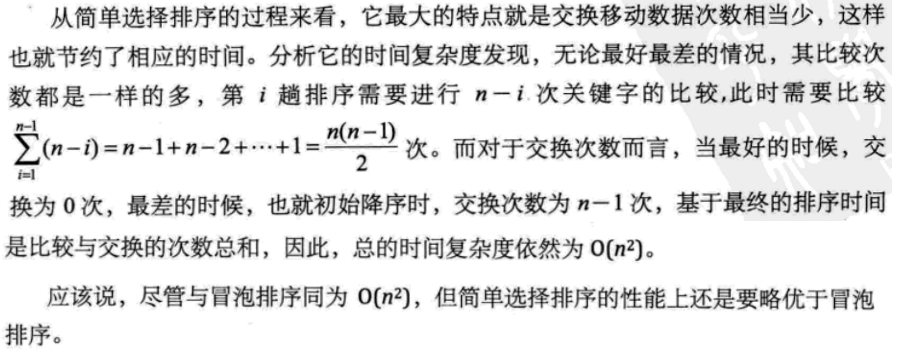 从简单选择排序的过程来看，它最大的特点就是交换移动数据次数相当少，这样
也就节约了相应的时间。分析它的时间复杂度发现，无论最好最差的情况，其比较次
数都是一样的多，第 i 趟排序需要进行 n－i 次关键字的比较,此时需要比较
∑_{i=1}^{n-1}(n-i)=n-1+n-2+⋯+1=n(n-1)/2 次。而对于交换次数而言，当最好的时候，交
换为 0 次，最差的时候，也就初始降序时，交换次数为 n－1 次，基于最终的排序时间
是比较与交换的次数总和，因此，总的时间复杂度依然为 O(n²)。
应该说，尽管与冒泡排序同为 O(n²)，但简单选择排序的性能上还是要略优于冒泡
排序。